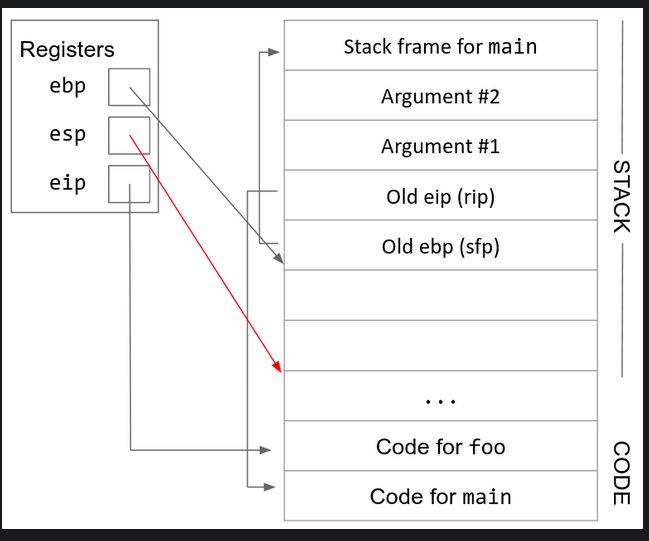 Registers
ebp
esp
eip
Stack frame for main
Argument #2
Argument #1
Old eip (rip)
Old ebp (sfp)
...
Code for foo
Code for main
STACK
CODE